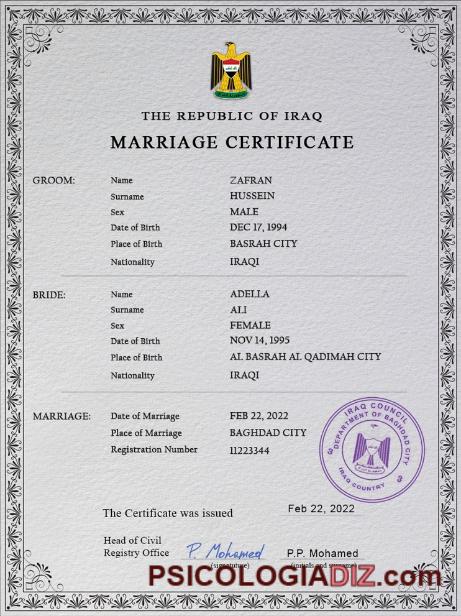 THE REPUBLIC OF IRAQ
MARRIAGE CERTIFICATE
GROOM: Name ZAFRAN
Surname HUSSEIN
Sex MALE
Date of Birth DEC 17, 1994
Place of Birth BASRAH CITY
Nationality IRAQI
BRIDE: Name ADELLA
Surname ALI
Sex FEMALE
Date of Birth NOV 14, 1995
Place of Birth AL BASRAH AL QADIMAH CITY
Nationality IRAQI
MARRIAGE: Date of Marriage FEB 22, 2022
Place of Marriage BAGHDAD CITY
Registration Number 11223344
IRAQ COUNCIL
DEPARTMENT OF BAGHDAD CITY
IRAQ COUNTRY
The Certificate was issued Feb 22, 2022
Head of Civil
Registry Office P. Mohamed P.P. Mohamed
PSICOLOGIADIZ.com